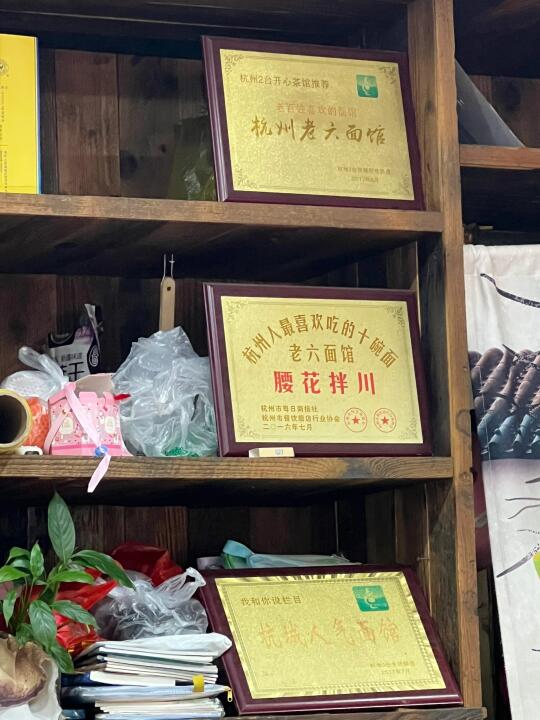 杭州2台开心茶馆推荐
老百姓喜欢的面馆
杭州老六面馆
杭州人最喜欢吃的十碗面
老六面馆
腰花拌川
杭州市每日商报社
杭州市餐饮旅店行业协会
二〇一六年七月
我和你说栏目
杭城人气面馆